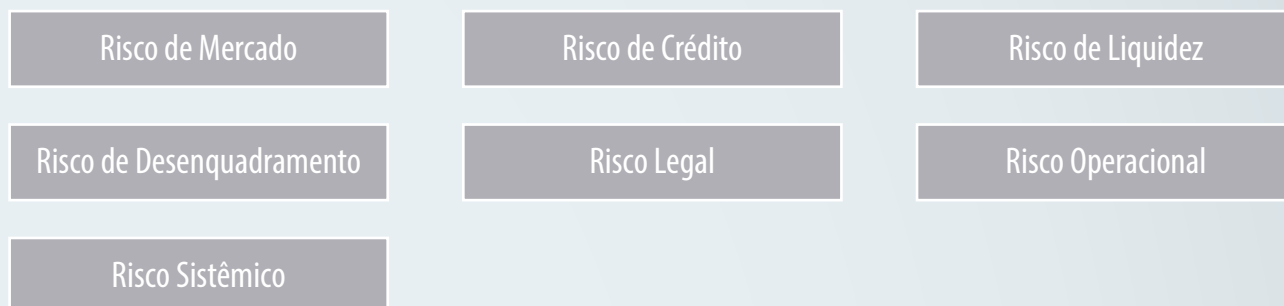 Risco de Mercado
Risco de Crédito
Risco de Liquidez
Risco de Desenquadramento
Risco Legal
Risco Operacional
Risco Sistêmico